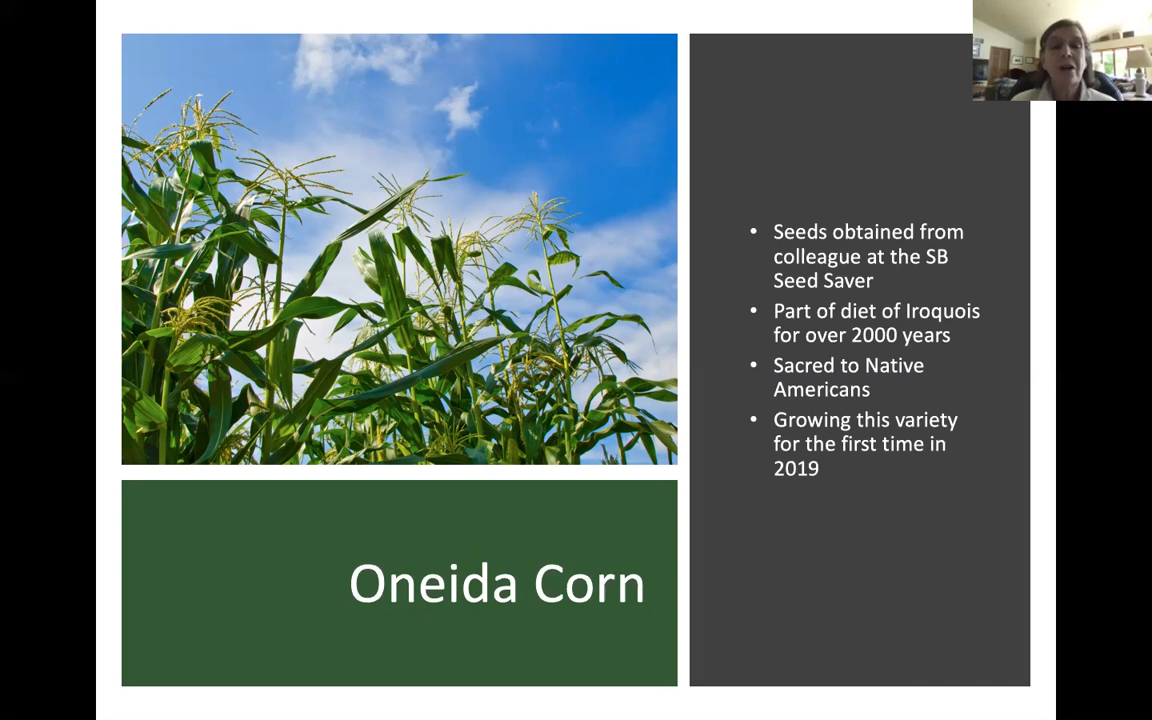 Seeds obtained from
colleague at the SB
Seed Saver
Part of diet of Iroquois
for over 2000 years
Sacred to Native
Americans
Growing this variety
for the first time in
2019
Oneida Corn